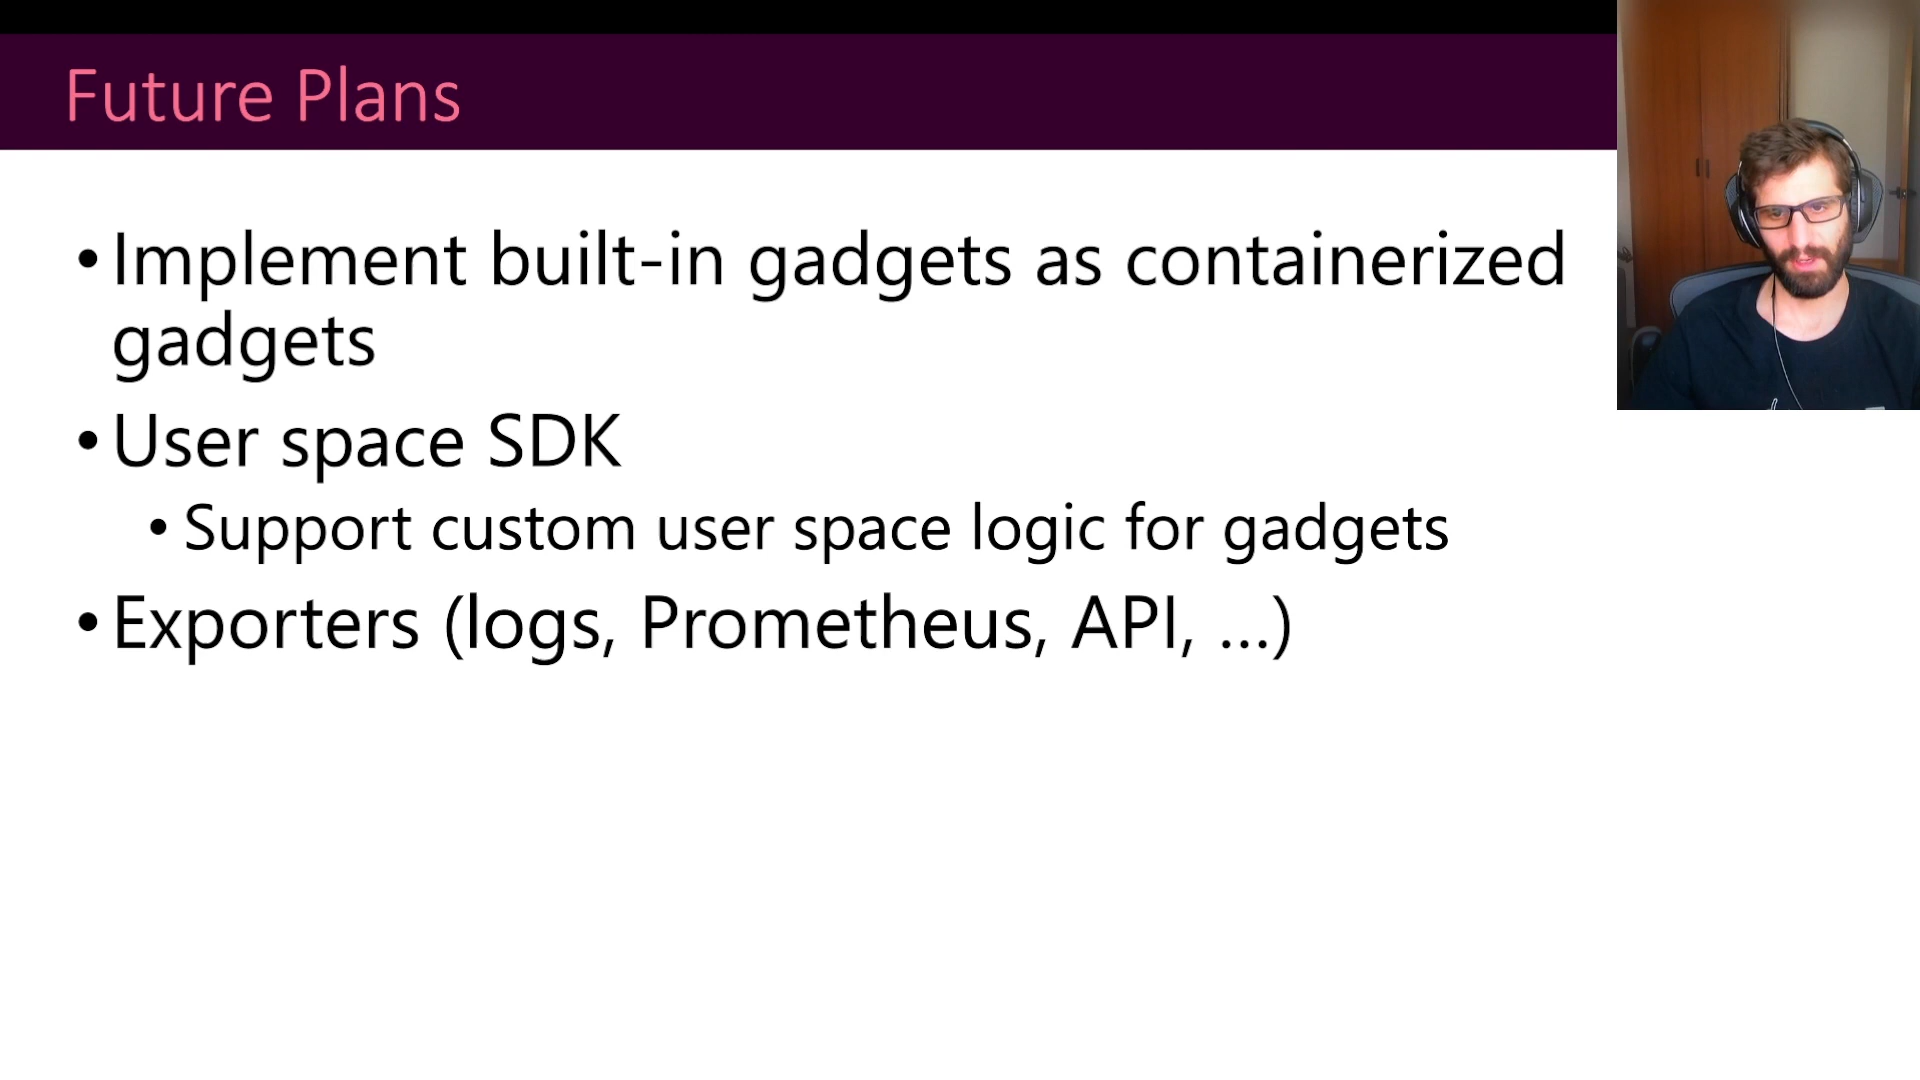 Future Plans
• Implement built-in gadgets as containerized
gadgets
• User space SDK
• Support custom user space logic for gadgets
• Exporters (logs, Prometheus, API, ...)